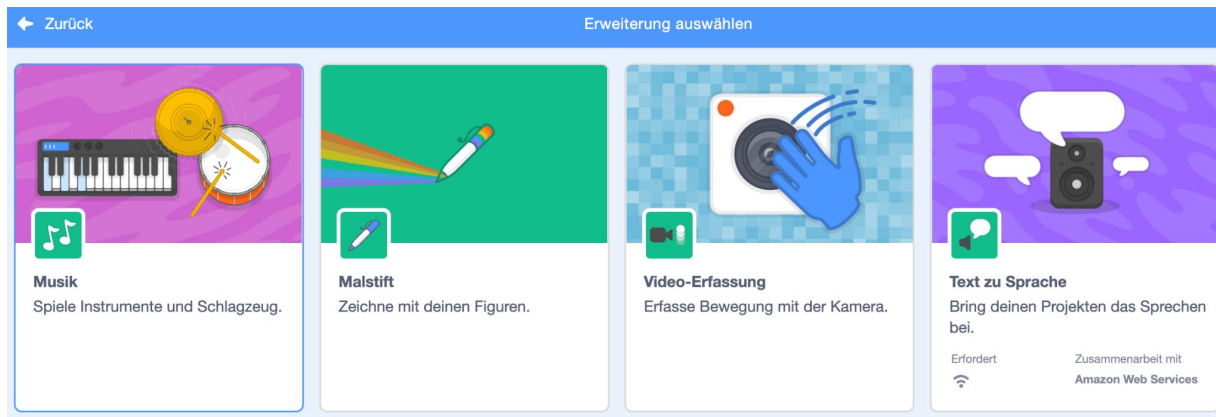 Zurück
Erweiterung auswählen
Musik
Spiele Instrumente und Schlagzeug.
Malstift
Zeichne mit deinen Figuren.
Video-Erfassung
Erfasse Bewegung mit der Kamera.
Text zu Sprache
Bring deinen Projekten das Sprechen
bei.
Erfordert
Zusammenarbeit mit
Amazon Web Services